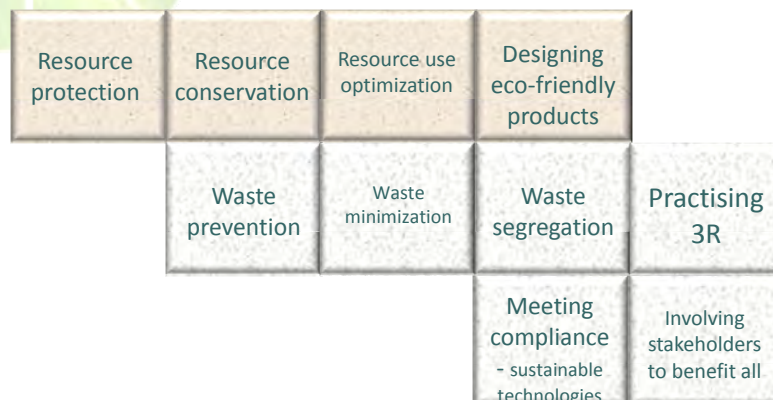 Resource
protection
Resource
conservation
Resource use
optimization
Designing
eco-friendly
products
Waste
prevention
Waste
minimization
Waste
segregation
Practising
3R
Meeting
compliance
- sustainable
technologies
Involving
stakeholders
to benefit all